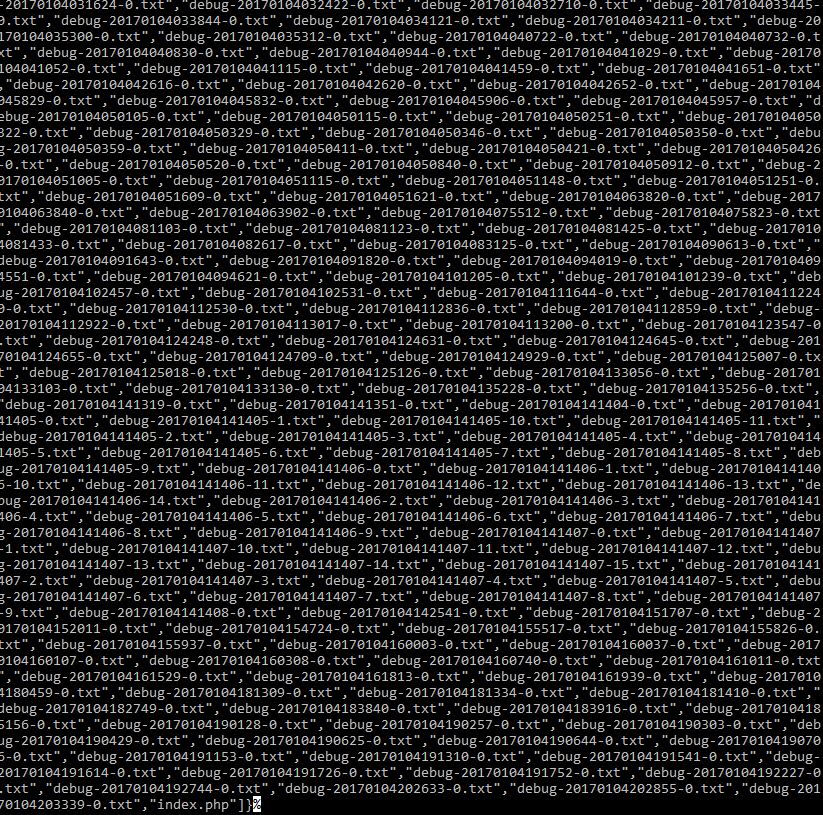 -20170104031624-0.txt","debug-20170104032422-0.txt","debug-20170104032710-0.txt","debug-20170104033445-
0.txt","debug-20170104033844-0.txt","debug-20170104034121-0.txt","debug-20170104034211-0.txt","debug-20
170104035300-0.txt","debug-20170104035312-0.txt","debug-20170104040722-0.txt","debug-20170104040732-0.t
xt","debug-20170104040830-0.txt","debug-20170104040944-0.txt","debug-20170104041029-0.txt","debug-20170
104041052-0.txt","debug-20170104041115-0.txt","debug-20170104041459-0.txt","debug-20170104041651-0.txt"
,"debug-20170104042616-0.txt","debug-20170104042620-0.txt","debug-20170104042652-0.txt","debug-20170104
045829-0.txt","debug-20170104045832-0.txt","debug-20170104045906-0.txt","debug-20170104045957-0.txt","d
ebug-20170104050105-0.txt","debug-20170104050115-0.txt","debug-20170104050251-0.txt","debug-20170104050
322-0.txt","debug-20170104050329-0.txt","debug-20170104050346-0.txt","debug-20170104050350-0.txt","debu
g-20170104050359-0.txt","debug-20170104050411-0.txt","debug-20170104050421-0.txt","debug-20170104050426
-0.txt","debug-20170104050520-0.txt","debug-20170104050840-0.txt","debug-20170104050912-0.txt","debug-2
0170104051005-0.txt","debug-20170104051115-0.txt","debug-20170104051148-0.txt","debug-20170104051251-0.
txt","debug-20170104051609-0.txt","debug-20170104051621-0.txt","debug-20170104063820-0.txt","debug-2017
0104063840-0.txt","debug-20170104063902-0.txt","debug-20170104075512-0.txt","debug-20170104075823-0.txt
","debug-20170104081103-0.txt","debug-20170104081123-0.txt","debug-20170104081425-0.txt","debug-2017010
4081433-0.txt","debug-20170104082617-0.txt","debug-20170104083125-0.txt","debug-20170104090613-0.txt","
debug-20170104091643-0.txt","debug-20170104091820-0.txt","debug-20170104094019-0.txt","debug-2017010409
4551-0.txt","debug-20170104094621-0.txt","debug-20170104101205-0.txt","debug-20170104101239-0.txt","deb
ug-20170104102457-0.txt","debug-20170104102531-0.txt","debug-20170104111644-0.txt","debug-2017010411224
0-0.txt","debug-20170104112530-0.txt","debug-20170104112836-0.txt","debug-20170104112859-0.txt","debug-
20170104112922-0.txt","debug-20170104113017-0.txt","debug-20170104113200-0.txt","debug-20170104123547-0
.txt","debug-20170104124248-0.txt","debug-20170104124631-0.txt","debug-20170104124645-0.txt","debug-201
70104124655-0.txt","debug-20170104124709-0.txt","debug-20170104124929-0.txt","debug-20170104125007-0.tx
t","debug-20170104125018-0.txt","debug-20170104125126-0.txt","debug-20170104133056-0.txt","debug-201701
04133103-0.txt","debug-20170104133130-0.txt","debug-20170104135228-0.txt","debug-20170104135256-0.txt",
"debug-20170104141319-0.txt","debug-20170104141351-0.txt","debug-20170104141404-0.txt","debug-201701041
41405-0.txt","debug-20170104141405-1.txt","debug-20170104141405-10.txt","debug-20170104141405-11.txt","
debug-20170104141405-2.txt","debug-20170104141405-3.txt","debug-20170104141405-4.txt","debug-2017010414
1405-5.txt","debug-20170104141405-6.txt","debug-20170104141405-7.txt","debug-20170104141405-8.txt","deb
ug-20170104141405-9.txt","debug-20170104141406-0.txt","debug-20170104141406-1.txt","debug-2017010414140
6-10.txt","debug-20170104141406-11.txt","debug-20170104141406-12.txt","debug-20170104141406-13.txt","de
bug-20170104141406-14.txt","debug-20170104141406-2.txt","debug-20170104141406-3.txt","debug-20170104141
406-4.txt","debug-20170104141406-5.txt","debug-20170104141406-6.txt","debug-20170104141406-7.txt","debu
g-20170104141406-8.txt","debug-20170104141406-9.txt","debug-20170104141407-0.txt","debug-20170104141407
-1.txt","debug-20170104141407-10.txt","debug-20170104141407-11.txt","debug-20170104141407-12.txt","debu
g-20170104141407-13.txt","debug-20170104141407-14.txt","debug-20170104141407-15.txt","debug-20170104141
407-2.txt","debug-20170104141407-3.txt","debug-20170104141407-4.txt","debug-20170104141407-5.txt","debu
g-20170104141407-6.txt","debug-20170104141407-7.txt","debug-20170104141407-8.txt","debug-20170104141407
-9.txt","debug-20170104141408-0.txt","debug-20170104142541-0.txt","debug-20170104151707-0.txt","debug-2
0170104152011-0.txt","debug-20170104154724-0.txt","debug-20170104155517-0.txt","debug-20170104155826-0.
txt","debug-20170104155937-0.txt","debug-20170104160003-0.txt","debug-20170104160037-0.txt","debug-2017
0104160107-0.txt","debug-20170104160308-0.txt","debug-20170104160740-0.txt","debug-20170104161011-0.txt
","debug-20170104161529-0.txt","debug-20170104161813-0.txt","debug-20170104161939-0.txt","debug-2017010
4180459-0.txt","debug-20170104181309-0.txt","debug-20170104181334-0.txt","debug-20170104181410-0.txt","
debug-20170104182749-0.txt","debug-20170104183840-0.txt","debug-20170104183916-0.txt","debug-2017010418
5156-0.txt","debug-20170104190128-0.txt","debug-20170104190257-0.txt","debug-20170104190303-0.txt","deb
ug-20170104190429-0.txt","debug-20170104190625-0.txt","debug-20170104190644-0.txt","debug-2017010419070
6-0.txt","debug-20170104191153-0.txt","debug-20170104191310-0.txt","debug-20170104191541-0.txt","debug-
20170104191614-0.txt","debug-20170104191726-0.txt","debug-20170104191752-0.txt","debug-20170104192227-0
.txt","debug-20170104192744-0.txt","debug-20170104202633-0.txt","debug-20170104202855-0.txt","debug-201
70104203339-0.txt","index.php"]}%